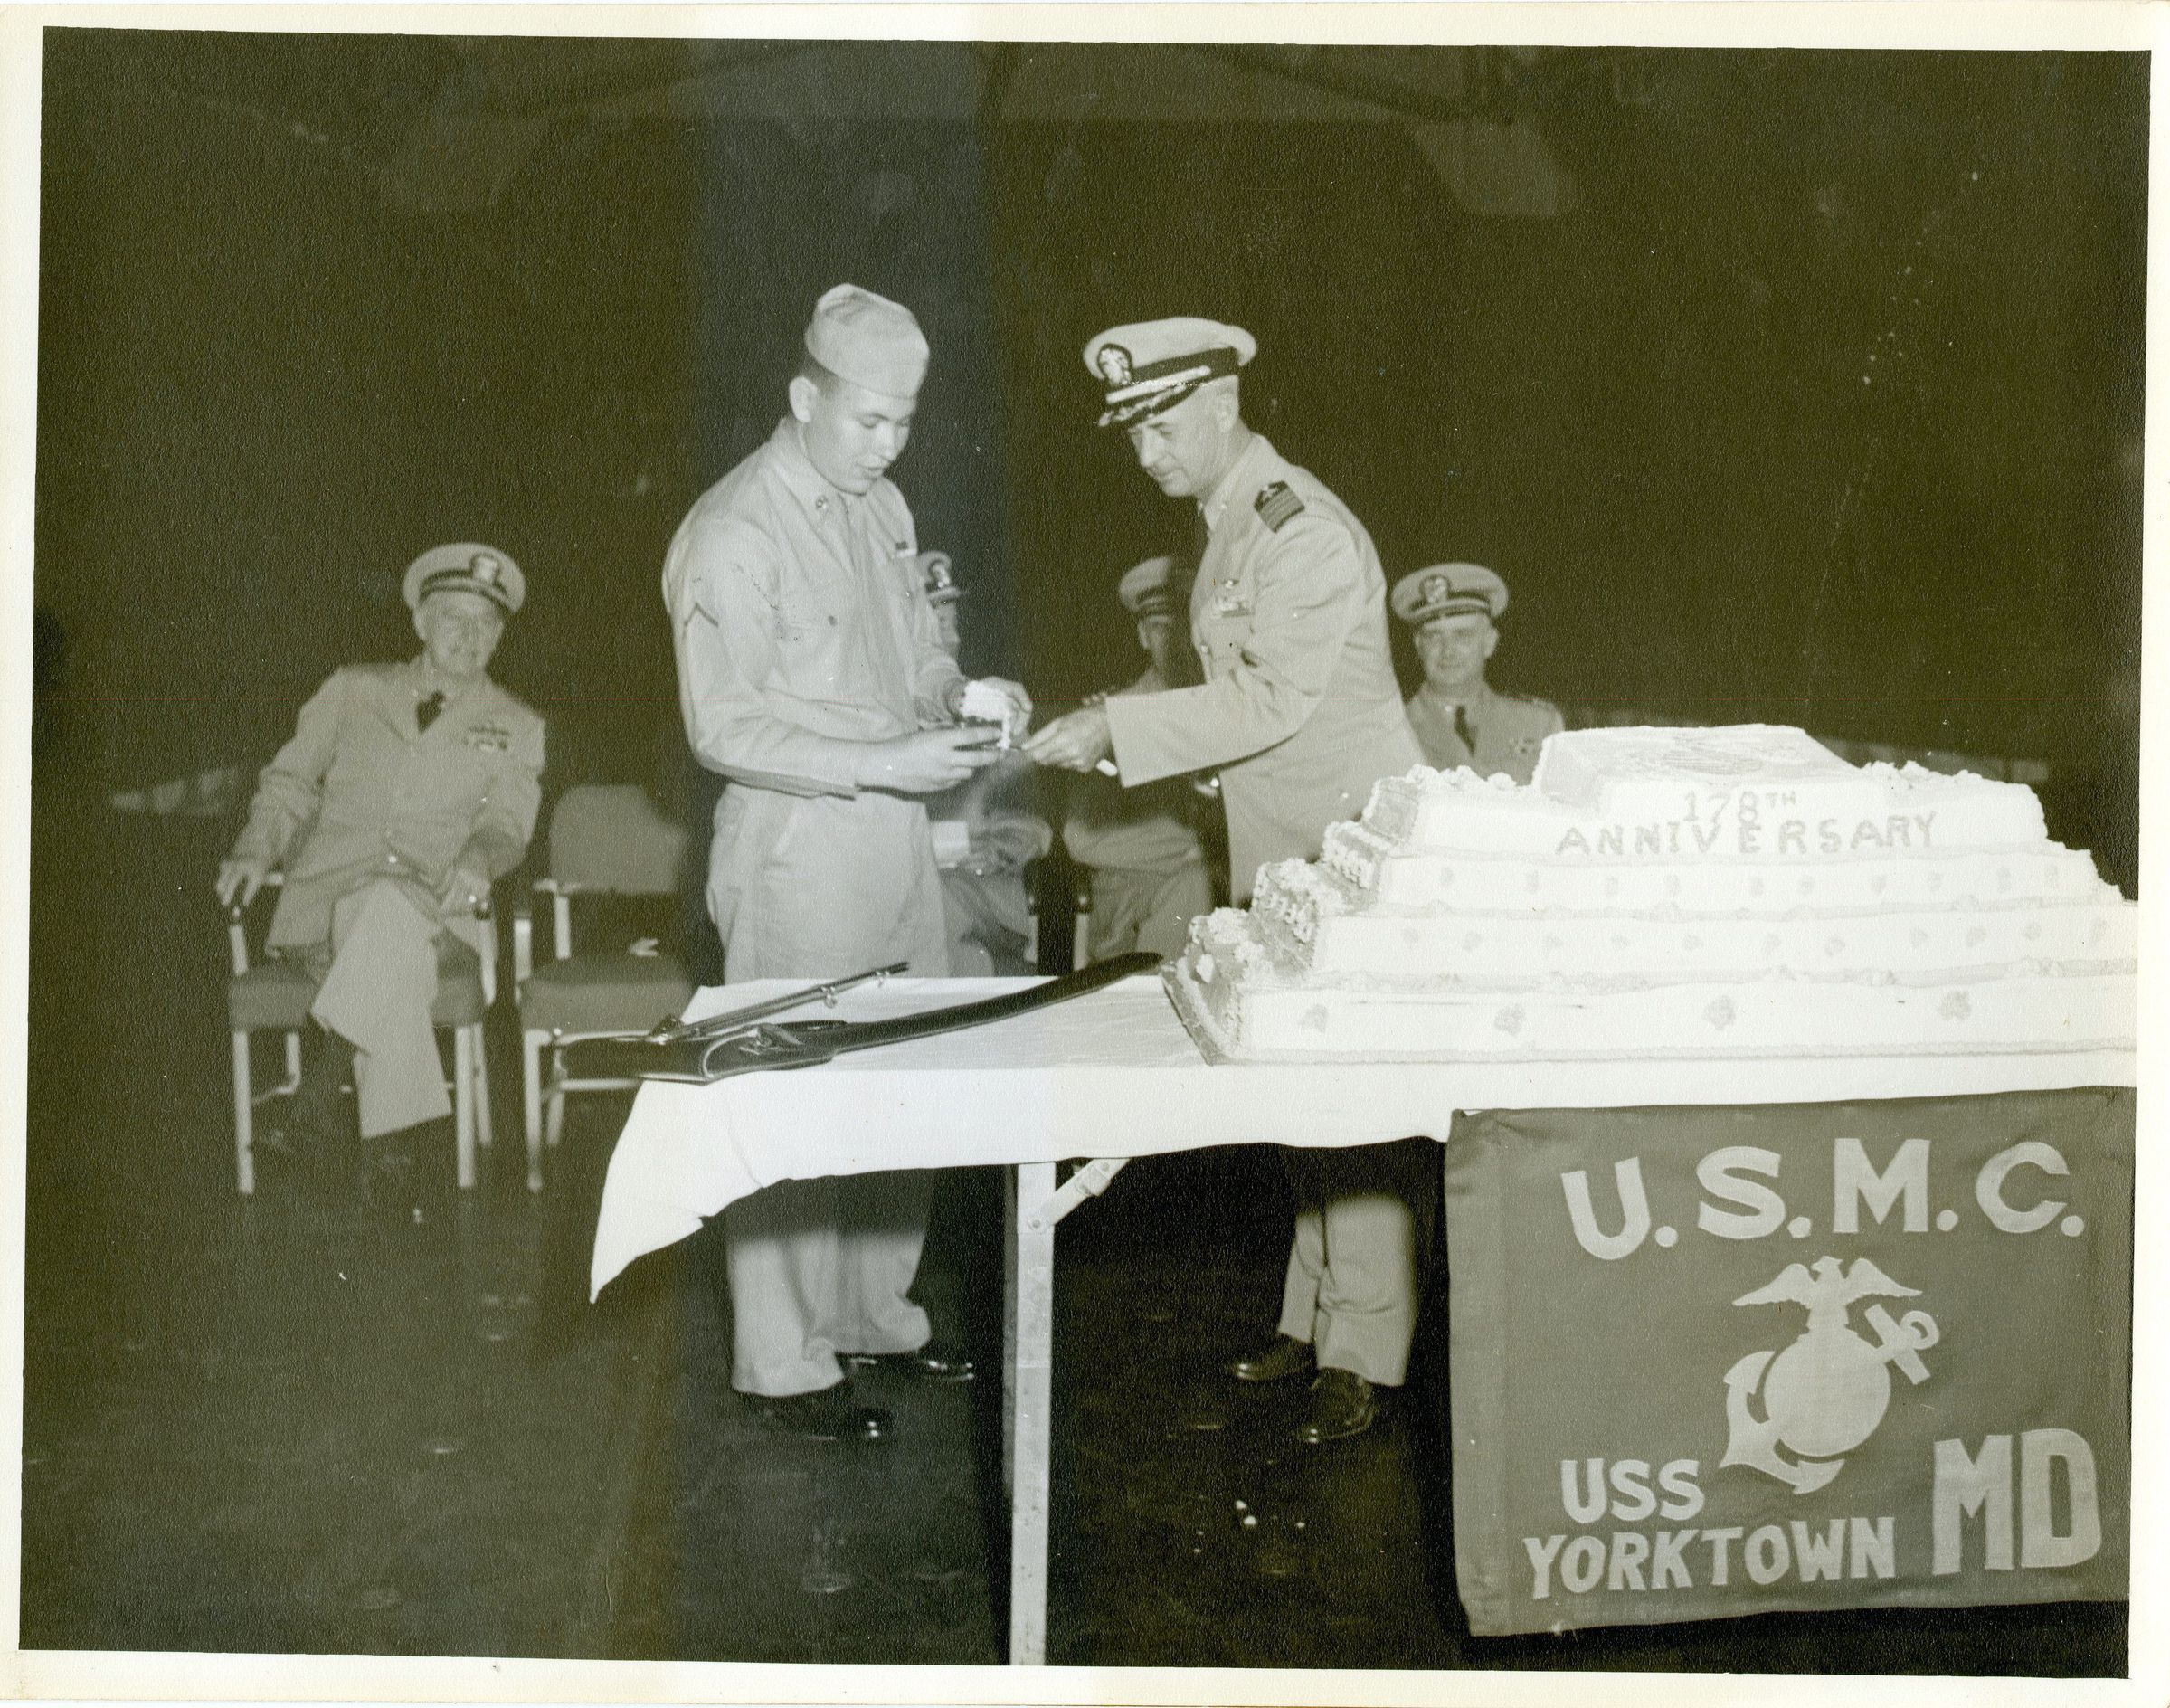 178TH
ANNIVERSARY
U.S.M.C.
USS
YORKTOWN MD